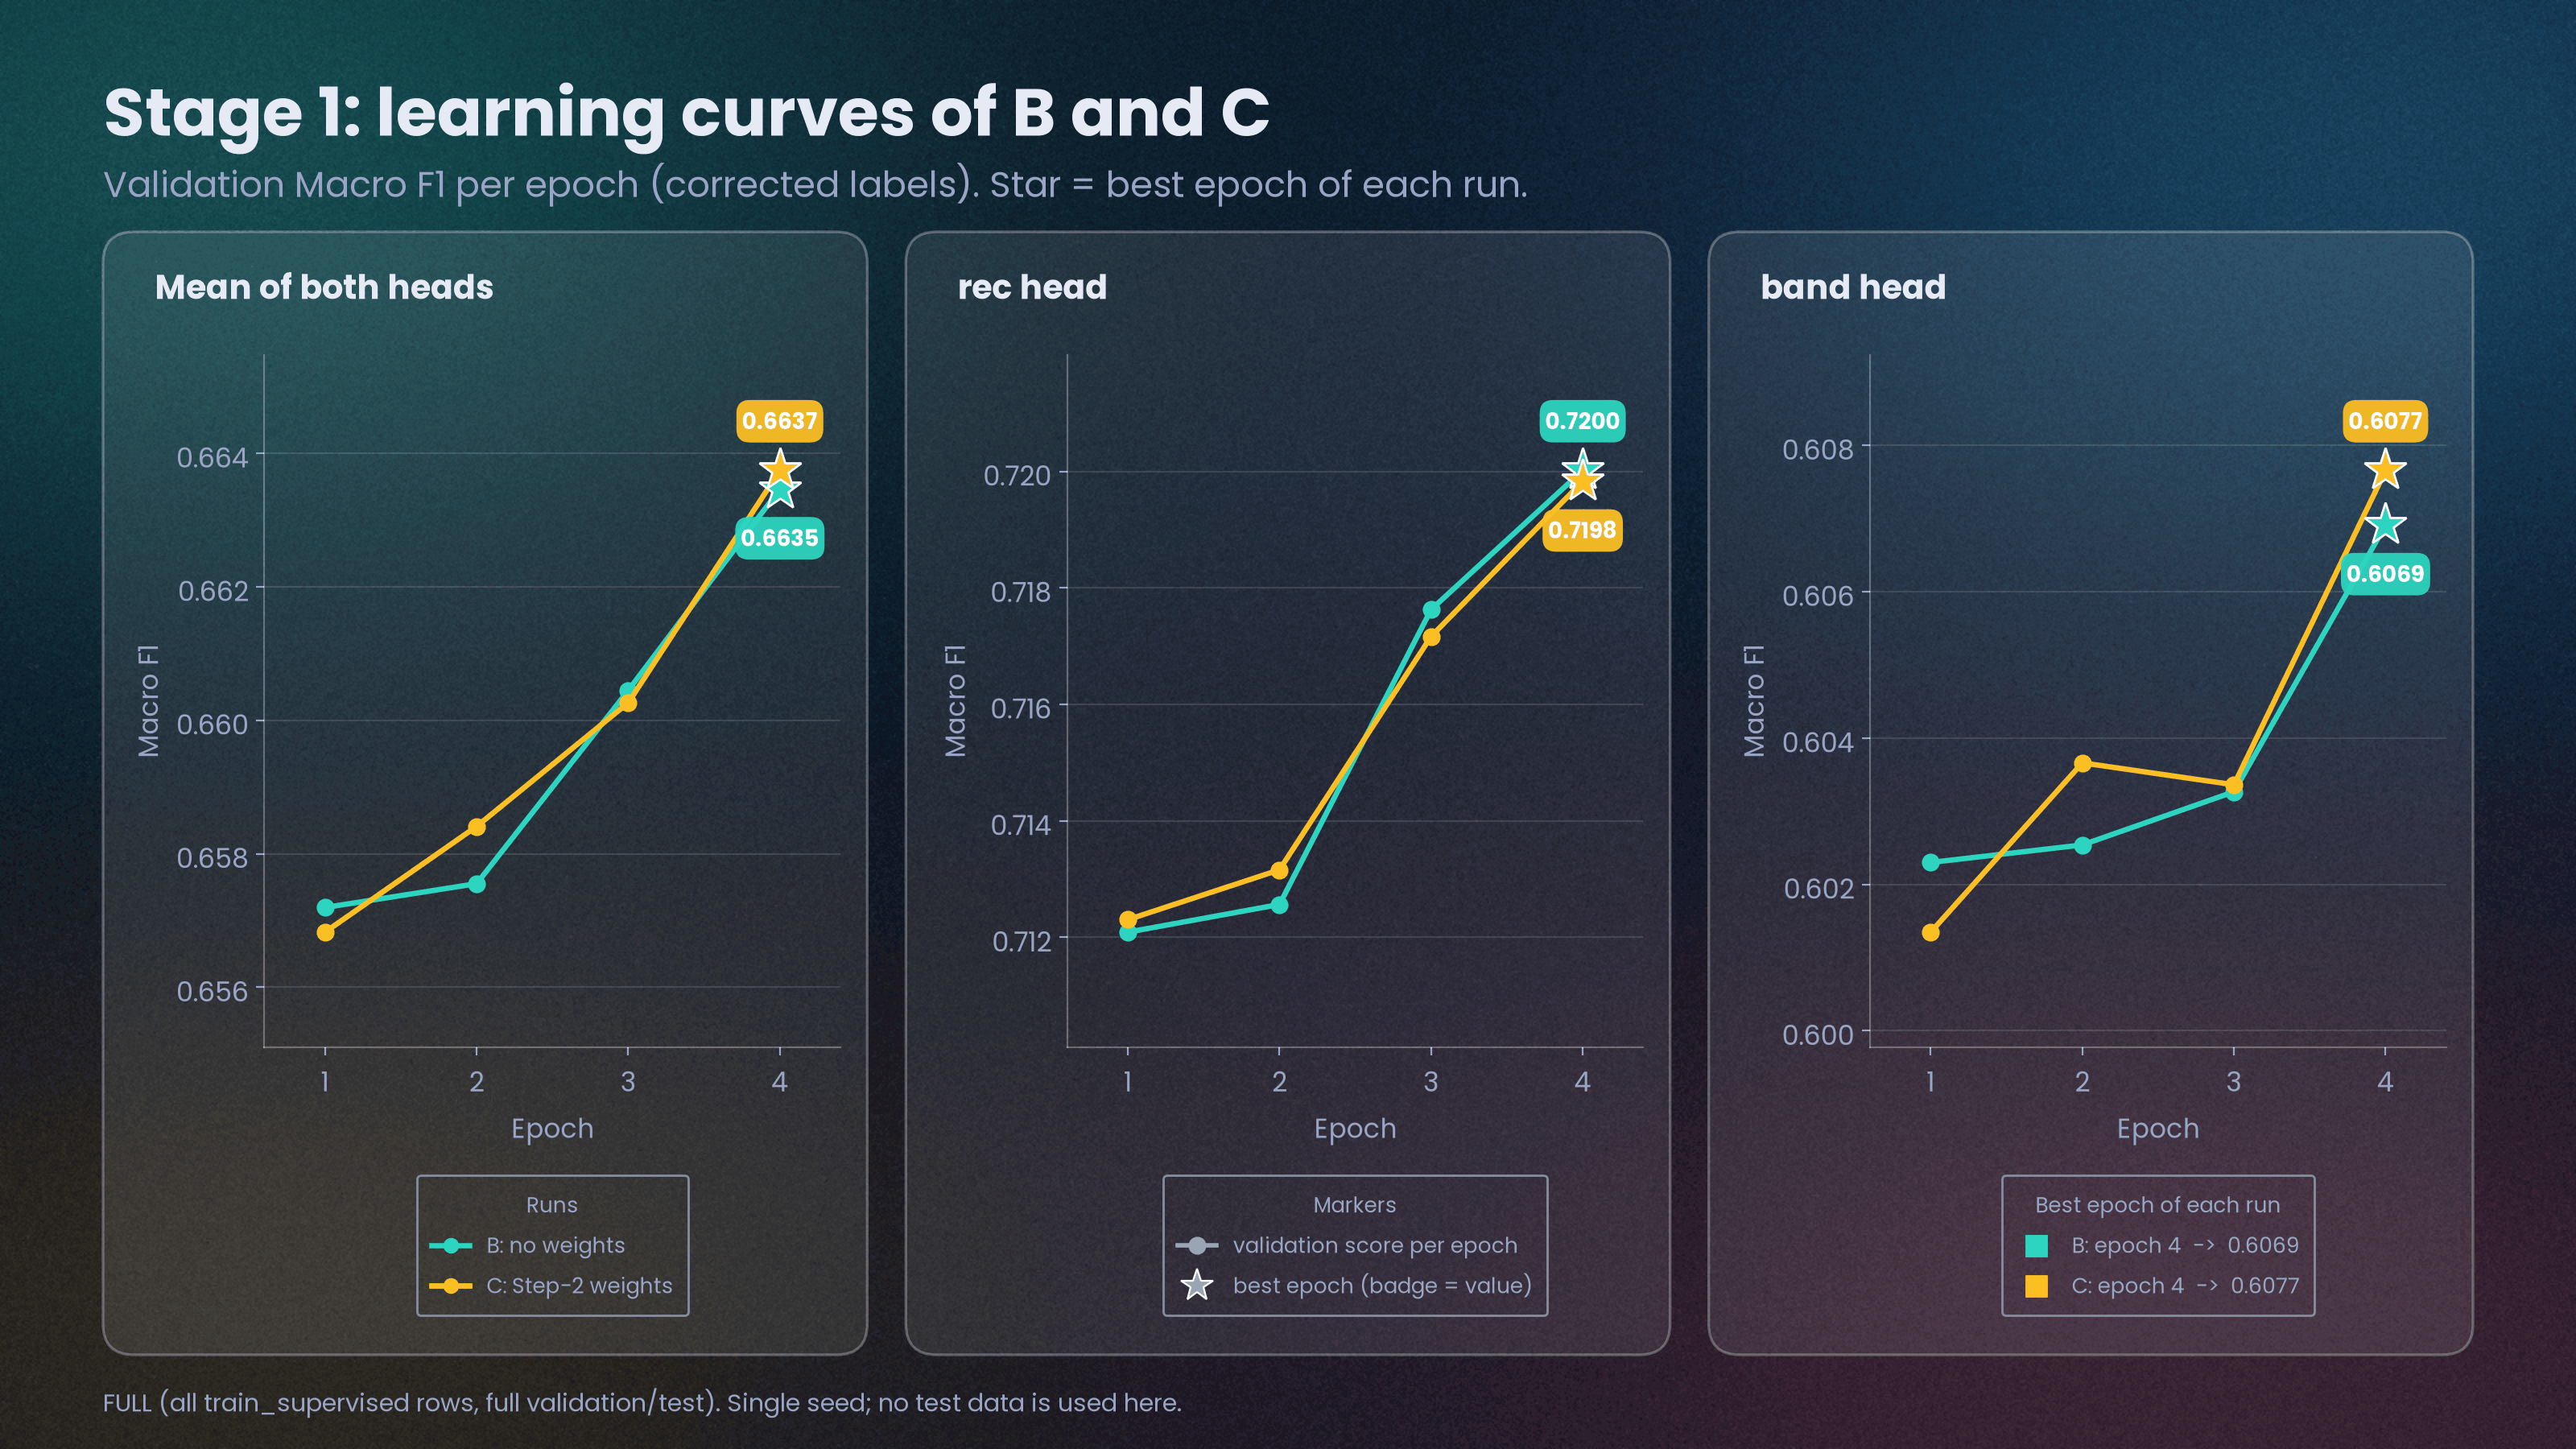 Stage 1: learning curves of B and C
Validation Macro F1 per epoch (corrected labels). Star = best epoch of each run.
Mean of both heads
0.664
0.662
0.660
0.658
0.656
Macro F1
0.6637
0.6635
1 2 3 4
Epoch
Runs
B: no weights
C: Step-2 weights
rec head
0.720
0.718
0.716
0.714
0.712
Macro F1
0.7200
0.7198
1 2 3 4
Epoch
Markers
validation score per epoch
best epoch (badge = value)
band head
0.608
0.606
0.604
0.602
0.600
Macro F1
0.6077
0.6069
1 2 3 4
Epoch
Best epoch of each run
B: epoch 4 -> 0.6069
C: epoch 4 -> 0.6077
FULL (all train_supervised rows, full validation/test). Single seed; no test data is used here.